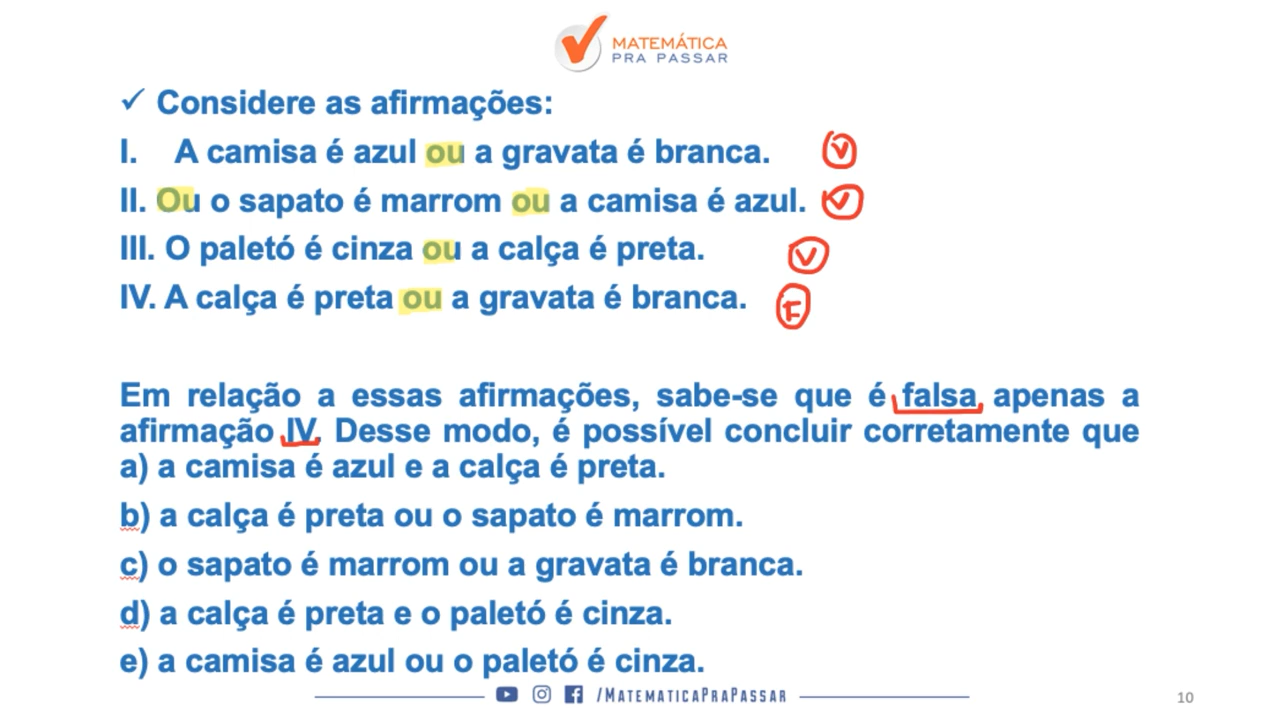 MATEMÁTICA
PRA PASSAR
✓ Considere as afirmações:
I. A camisa é azul ou a gravata é branca. V
II. Ou o sapato é marrom ou a camisa é azul. V
III. O paletó é cinza ou a calça é preta. V
IV. A calça é preta ou a gravata é branca. F
Em relação a essas afirmações, sabe-se que é falsa apenas a
afirmação IV. Desse modo, é possível concluir corretamente que
a) a camisa é azul e a calça é preta.
b) a calça é preta ou o sapato é marrom.
c) o sapato é marrom ou a gravata é branca.
d) a calça é preta e o paletó é cinza.
e) a camisa é azul ou o paletó é cinza.
/MATEMATICAPRAPASSAR
10